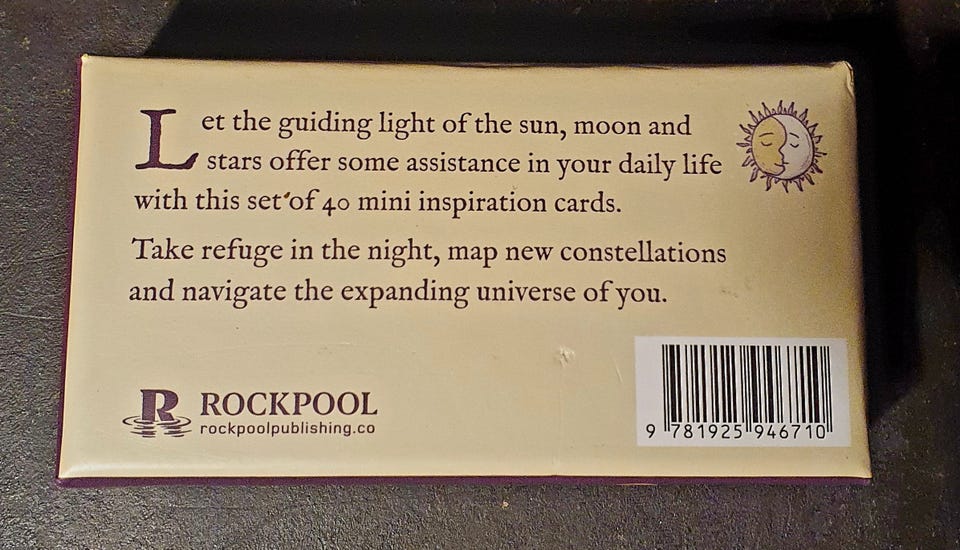 Let the guiding light of the sun, moon and
stars offer some assistance in your daily life
with this set of 40 mini inspiration cards.
Take refuge in the night, map new constellations
and navigate the expanding universe of you.
R ROCKPOOL
rockpoolpublishing.co
9 781925 946710